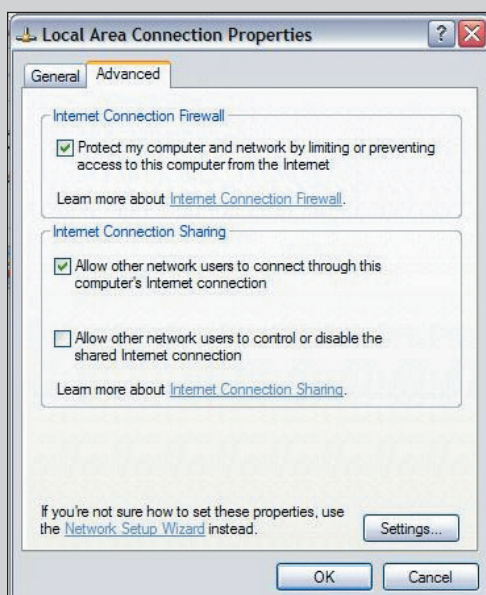 Local Area Connection Properties
General
Advanced
Internet Connection Firewall
Protect my computer and network by limiting or preventing
access to this computer from the Internet
Learn more about Internet Connection Firewall.
Internet Connection Sharing
Allow other network users to connect through this
computer's Internet connection
Allow other network users to control or disable the
shared Internet connection
Learn more about Internet Connection Sharing.
If you're not sure how to set these properties, use
the Network Setup Wizard instead.
Settings...
OK
Cancel